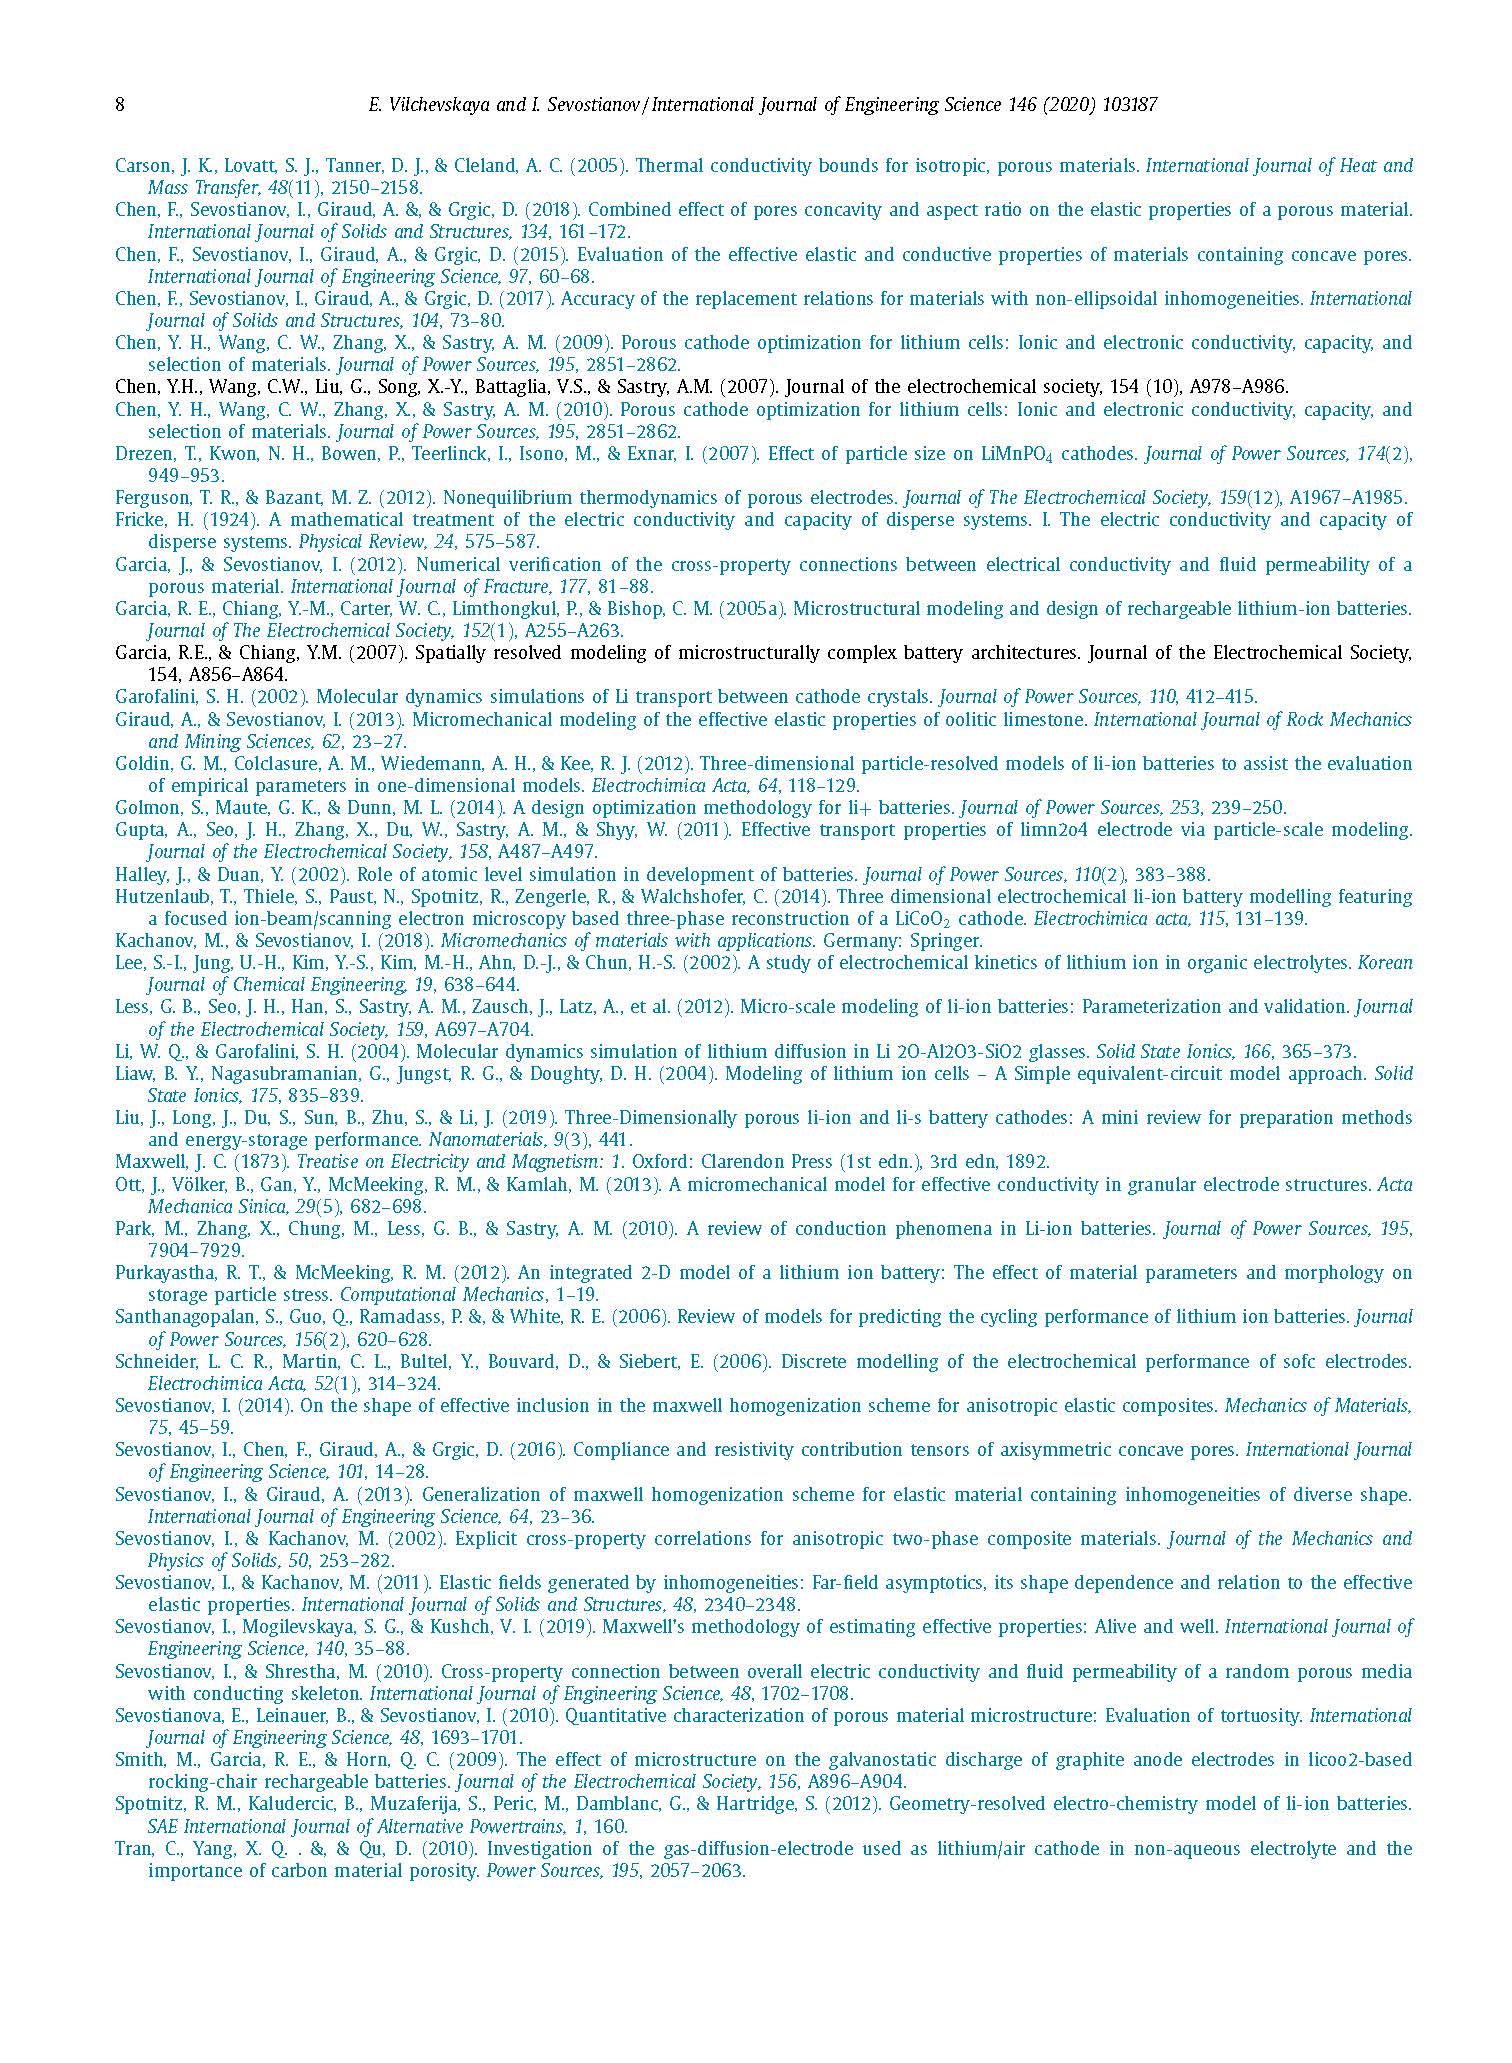 8
E. Vilchevskaya and I. Sevostianov / International Journal of Engineering Science 146 (2020) 103187
Carson, J. K., Lovatt, S. J., Tanner, D. J., & Cleland, A. C. (2005). Thermal conductivity bounds for isotropic, porous materials. International Journal of Heat and
Mass Transfer, 48(11), 2150–2158.
Chen, F., Sevostianov, I., Giraud, A. &, & Grgic, D. (2018). Combined effect of pores concavity and aspect ratio on the elastic properties of a porous material.
International Journal of Solids and Structures, 134, 161–172.
Chen, F., Sevostianov, I., Giraud, A., & Grgic, D. (2015). Evaluation of the effective elastic and conductive properties of materials containing concave pores.
International Journal of Engineering Science, 97, 60–68.
Chen, F., Sevostianov, I., Giraud, A., & Grgic, D. (2017). Accuracy of the replacement relations for materials with non-ellipsoidal inhomogeneities. International
Journal of Solids and Structures, 104, 73–80.
Chen, Y. H., Wang, C. W., Zhang, X., & Sastry, A. M. (2009). Porous cathode optimization for lithium cells: Ionic and electronic conductivity, capacity, and
selection of materials. Journal of Power Sources, 195, 2851–2862.
Chen, Y.H., Wang, C.W., Liu, G., Song, X.-Y., Battaglia, V.S., & Sastry, A.M. (2007). Journal of the electrochemical society, 154 (10), A978–A986.
Chen, Y. H., Wang, C. W., Zhang, X., & Sastry, A. M. (2010). Porous cathode optimization for lithium cells: Ionic and electronic conductivity, capacity, and
selection of materials. Journal of Power Sources, 195, 2851–2862.
Drezen, T., Kwon, N. H., Bowen, P., Teerlinck, I., Isono, M., & Exnar, I. (2007). Effect of particle size on LiMnPO4 cathodes. Journal of Power Sources, 174(2),
949–953.
Ferguson, T. R., & Bazant, M. Z. (2012). Nonequilibrium thermodynamics of porous electrodes. Journal of The Electrochemical Society, 159(12), A1967–A1985.
Fricke, H. (1924). A mathematical treatment of the electric conductivity and capacity of disperse systems. I. The electric conductivity and capacity of
disperse systems. Physical Review, 24, 575–587.
Garcia, J., & Sevostianov, I. (2012). Numerical verification of the cross-property connections between electrical conductivity and fluid permeability of a
porous material. International Journal of Fracture, 177, 81–88.
Garcia, R. E., Chiang, Y.-M., Carter, W. C., Limthongkul, P., & Bishop, C. M. (2005a). Microstructural modeling and design of rechargeable lithium-ion batteries.
Journal of The Electrochemical Society, 152(1), A255–A263.
Garcia, R.E., & Chiang, Y.M. (2007). Spatially resolved modeling of microstructurally complex battery architectures. Journal of the Electrochemical Society,
154, A856–A864.
Garofalini, S. H. (2002). Molecular dynamics simulations of Li transport between cathode crystals. Journal of Power Sources, 110, 412–415.
Giraud, A., & Sevostianov, I. (2013). Micromechanical modeling of the effective elastic properties of oolitic limestone. International Journal of Rock Mechanics
and Mining Sciences, 62, 23–27.
Goldin, G. M., Colclasure, A. M., Wiedemann, A. H., & Kee, R. J. (2012). Three-dimensional particle-resolved models of li-ion batteries to assist the evaluation
of empirical parameters in one-dimensional models. Electrochimica Acta, 64, 118–129.
Golmon, S., Maute, G. K., & Dunn, M. L. (2014). A design optimization methodology for li+ batteries. Journal of Power Sources, 253, 239–250.
Gupta, A., Seo, J. H., Zhang, X., Du, W., Sastry, A. M., & Shyy, W. (2011). Effective transport properties of limn2o4 electrode via particle-scale modeling.
Journal of the Electrochemical Society, 158, A487–A497.
Halley, J., & Duan, Y. (2002). Role of atomic level simulation in development of batteries. Journal of Power Sources, 110(2), 383–388.
Hutzenlaub, T., Thiele, S., Paust, N., Spotnitz, R., Zengerle, R., & Walchshofer, C. (2014). Three dimensional electrochemical li-ion battery modelling featuring
a focused ion-beam/scanning electron microscopy based three-phase reconstruction of a LiCoO2 cathode. Electrochimica acta, 115, 131–139.
Kachanov, M., & Sevostianov, I. (2018). Micromechanics of materials with applications. Germany: Springer.
Lee, S.-I., Jung, U.-H., Kim, Y.-S., Kim, M.-H., Ahn, D.-J., & Chun, H.-S. (2002). A study of electrochemical kinetics of lithium ion in organic electrolytes. Korean
Journal of Chemical Engineering, 19, 638–644.
Less, G. B., Seo, J. H., Han, S., Sastry, A. M., Zausch, J., Latz, A., et al. (2012). Micro-scale modeling of li-ion batteries: Parameterization and validation. Journal
of the Electrochemical Society, 159, A697–A704.
Li, W. Q., & Garofalini, S. H. (2004). Molecular dynamics simulation of lithium diffusion in Li 2O-Al2O3-SiO2 glasses. Solid State Ionics, 166, 365–373.
Liaw, B. Y., Nagasubramanian, G., Jungst, R. G., & Doughty, D. H. (2004). Modeling of lithium ion cells – A Simple equivalent-circuit model approach. Solid
State Ionics, 175, 835–839.
Liu, J., Long, J., Du, S., Sun, B., Zhu, S., & Li, J. (2019). Three-Dimensionally porous li-ion and li-s battery cathodes: A mini review for preparation methods
and energy-storage performance. Nanomaterials, 9(3), 441.
Maxwell, J. C. (1873). Treatise on Electricity and Magnetism: 1. Oxford: Clarendon Press (1st edn.), 3rd edn, 1892.
Ott, J., Völker, B., Gan, Y., McMeeking, R. M., & Kamlah, M. (2013). A micromechanical model for effective conductivity in granular electrode structures. Acta
Mechanica Sinica, 29(5), 682–698.
Park, M., Zhang, X., Chung, M., Less, G. B., & Sastry, A. M. (2010). A review of conduction phenomena in Li-ion batteries. Journal of Power Sources, 195,
7904–7929.
Purkayastha, R. T., & McMeeking, R. M. (2012). An integrated 2-D model of a lithium ion battery: The effect of material parameters and morphology on
storage particle stress. Computational Mechanics, 1–19.
Santhanagopalan, S., Guo, Q., Ramadass, P. &, & White, R. E. (2006). Review of models for predicting the cycling performance of lithium ion batteries. Journal
of Power Sources, 156(2), 620–628.
Schneider, L. C. R., Martin, C. L., Bultel, Y., Bouvard, D., & Siebert, E. (2006). Discrete modelling of the electrochemical performance of sofc electrodes.
Electrochimica Acta, 52(1), 314–324.
Sevostianov, I. (2014). On the shape of effective inclusion in the maxwell homogenization scheme for anisotropic elastic composites. Mechanics of Materials,
75, 45–59.
Sevostianov, I., Chen, F., Giraud, A., & Grgic, D. (2016). Compliance and resistivity contribution tensors of axisymmetric concave pores. International Journal
of Engineering Science, 101, 14–28.
Sevostianov, I., & Giraud, A. (2013). Generalization of maxwell homogenization scheme for elastic material containing inhomogeneities of diverse shape.
International Journal of Engineering Science, 64, 23–36.
Sevostianov, I., & Kachanov, M. (2002). Explicit cross-property correlations for anisotropic two-phase composite materials. Journal of the Mechanics and
Physics of Solids, 50, 253–282.
Sevostianov, I., & Kachanov, M. (2011). Elastic fields generated by inhomogeneities: Far-field asymptotics, its shape dependence and relation to the effective
elastic properties. International Journal of Solids and Structures, 48, 2340–2348.
Sevostianov, I., Mogilevskaya, S. G., & Kushch, V. I. (2019). Maxwell's methodology of estimating effective properties: Alive and well. International Journal of
Engineering Science, 140, 35–88.
Sevostianov, I., & Shrestha, M. (2010). Cross-property connection between overall electric conductivity and fluid permeability of a random porous media
with conducting skeleton. International Journal of Engineering Science, 48, 1702–1708.
Sevostianova, E., Leinauer, B., & Sevostianov, I. (2010). Quantitative characterization of porous material microstructure: Evaluation of tortuosity. International
Journal of Engineering Science, 48, 1693–1701.
Smith, M., Garcia, R. E., & Horn, Q. C. (2009). The effect of microstructure on the galvanostatic discharge of graphite anode electrodes in licoo2-based
rocking-chair rechargeable batteries. Journal of the Electrochemical Society, 156, A896–A904.
Spotnitz, R. M., Kaludercic, B., Muzaferija, S., Peric, M., Damblanc, G., & Hartridge, S. (2012). Geometry-resolved electro-chemistry model of li-ion batteries.
SAE International Journal of Alternative Powertrains, 1, 160.
Tran, C., Yang, X. Q. . &, & Qu, D. (2010). Investigation of the gas-diffusion-electrode used as lithium/air cathode in non-aqueous electrolyte and the
importance of carbon material porosity. Power Sources, 195, 2057–2063.